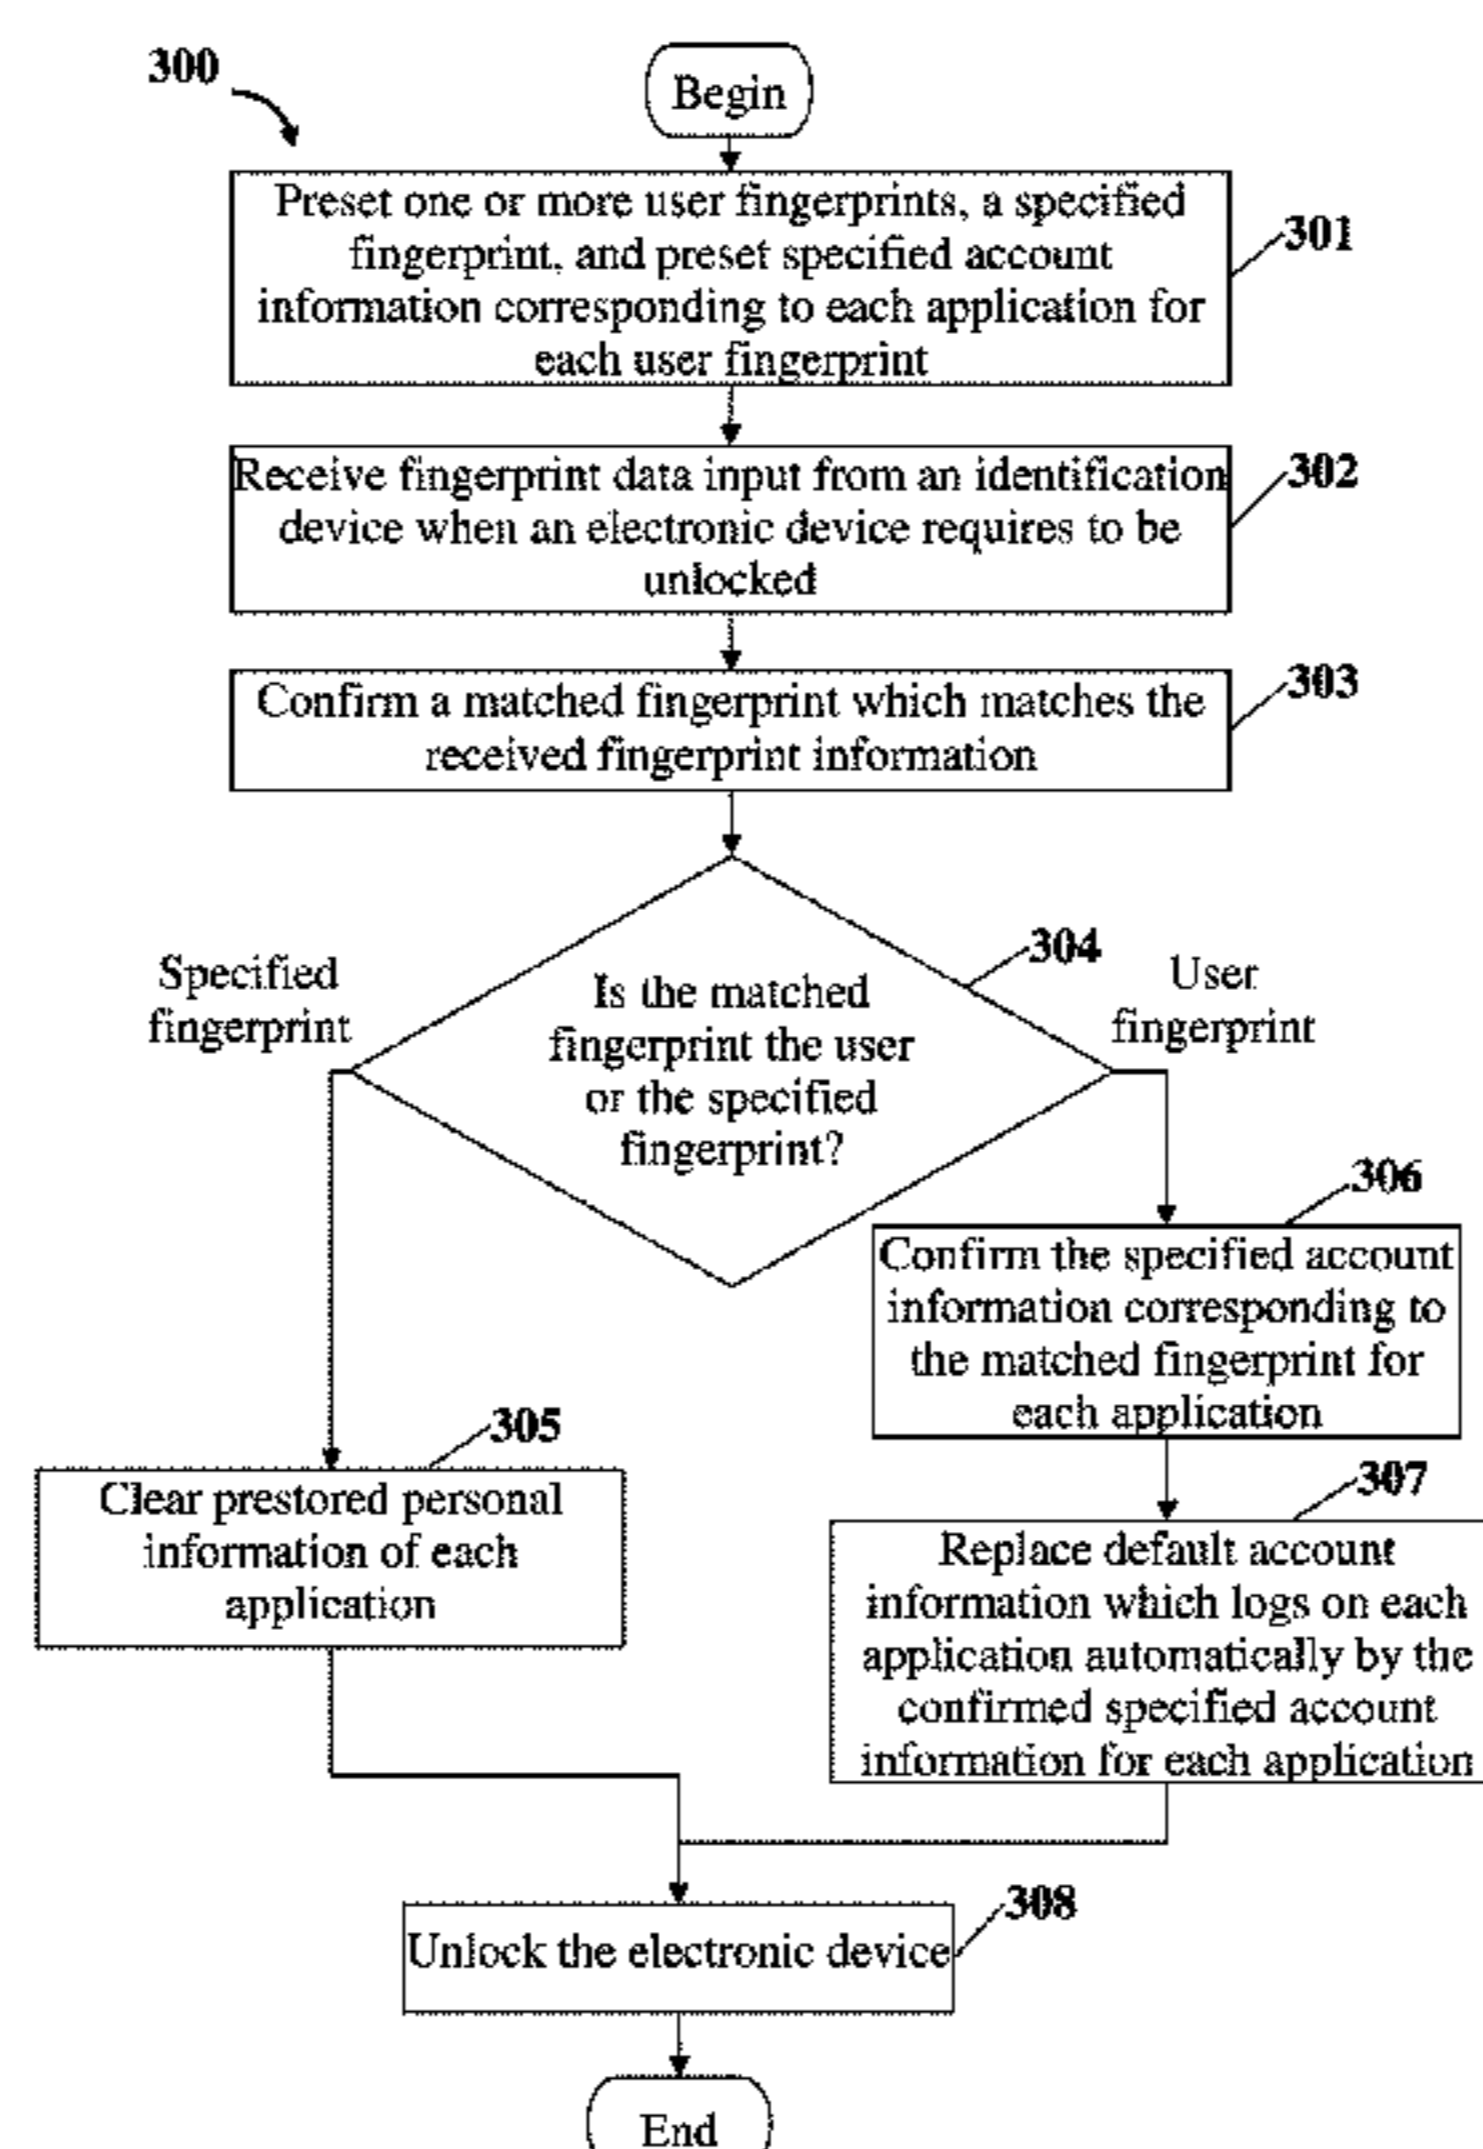 300
Begin
Preset one or more user fingerprints, a specified
fingerprint, and preset specified account
information corresponding to each application for
each user fingerprint
301
Receive fingerprint data input from an identification
device when an electronic device requires to be
unlocked
302
Confirm a matched fingerprint which matches the
received fingerprint information
303
Is the matched
fingerprint the user
or the specified
fingerprint?
304
Specified
fingerprint
User
fingerprint
306
Confirm the specified account
information corresponding to
the matched fingerprint for
each application
305
Clear prestored personal
information of each
application
307
Replace default account
information which logs on each
application automatically by the
confirmed specified account
information for each application
308
Unlock the electronic device
End